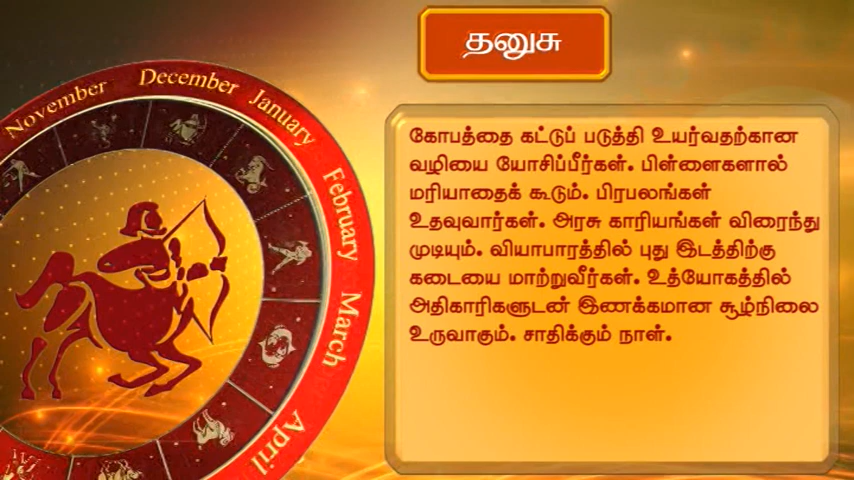 தனுசு
November
December
January
February
March
April
கோபத்தை கட்டுப் படுத்தி உயர்வதற்கான
வழியை யோசிப்பீர்கள். பிள்ளைகளால்
மரியாதைக் கூடும். பிரபலங்கள்
உதவுவார்கள். அரசு காரியங்கள் விரைந்து
முடியும். வியாபாரத்தில் புது இடத்திற்கு
கடையை மாற்றுவீர்கள். உத்யோகத்தில்
அதிகாரிகளுடன் இணக்கமான சூழ்நிலை
உருவாகும். சாதிக்கும் நாள்.